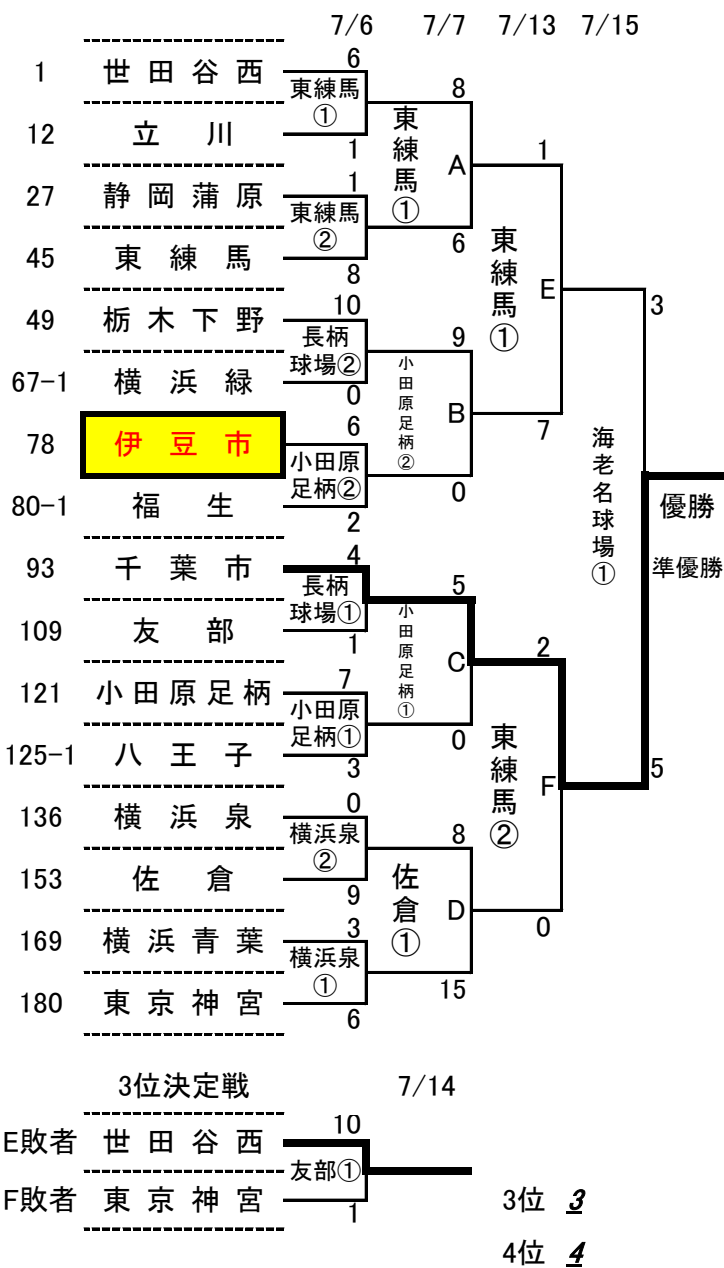 7/6 7/7 7/13 7/15
1 世田谷西
12 立川
27 静岡蒲原
45 東練馬
49 栃木下野
67-1 横浜緑
78 伊豆市
80-1 福生
93 千葉市
109 友部
121 小田原足柄
125-1 八王子
136 横浜泉
153 佐倉
169 横浜青葉
180 東京神宮
6
東練馬
①
1
1
東練馬
②
8
10
長柄
球場②
0
6
小田原
足柄②
2
4
長柄
球場①
1
7
小田原
足柄①
3
0
横浜泉
②
9
3
横浜泉
①
6
8
東練馬①
A
6
9
小田原足柄②
B
0
5
小田原足柄①
C
0
8
佐倉①
D
15
1
東練馬①
E
7
2
東練馬②
F
0
3
海老名球場①
5
優勝
準優勝
3位決定戦 7/14
E敗者 世田谷西
F敗者 東京神宮
10
友部①
1
3位 3
4位 4